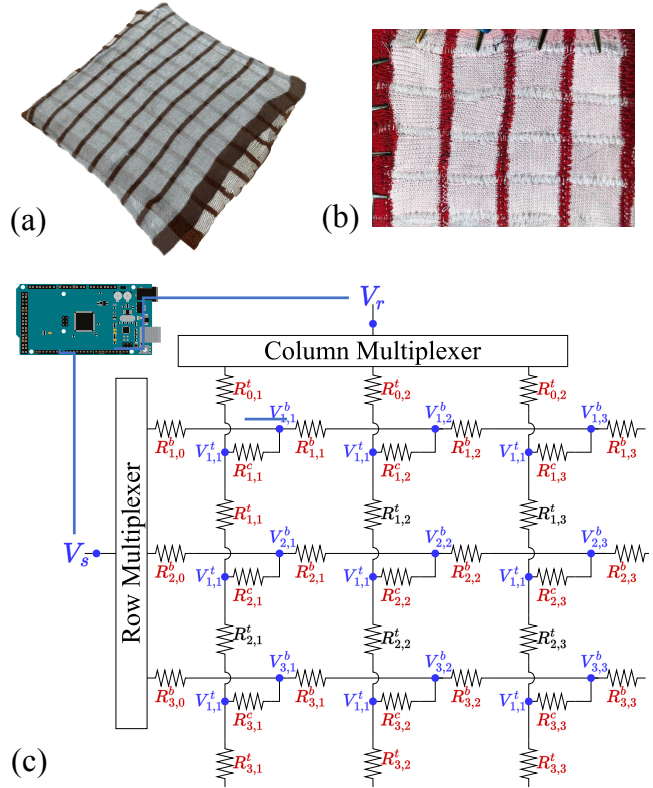 (a)
(b)
V_r
Column Multiplexer
R^t_{0,1} R^t_{0,2} R^t_{0,2}
V^b_{1,1} V^b_{1,2} V^b_{1,3}
R^b_{1,0} V^t_{1,1} R^c_{1,1} R^b_{1,1} V^t_{1,1} R^c_{1,2} R^b_{1,2} V^t_{1,1} R^c_{1,3} R^b_{1,3}
R^t_{1,1} R^t_{1,2} R^t_{1,3}
Row Multiplexer
V_s
V^b_{2,1} V^b_{2,2} V^b_{2,3}
R^b_{2,0} V^t_{1,1} R^c_{2,1} R^b_{2,1} V^t_{1,1} R^c_{2,2} R^b_{2,2} V^t_{1,1} R^c_{2,3} R^b_{2,3}
R^t_{2,1} R^t_{2,2} R^t_{2,3}
V^b_{3,1} V^b_{3,2} V^b_{3,3}
R^b_{3,0} V^t_{1,1} R^c_{3,1} R^b_{3,1} V^t_{1,1} R^c_{3,2} R^b_{3,2} V^t_{1,1} R^c_{3,3} R^b_{3,3}
R^t_{3,1} R^t_{3,2} R^t_{3,3}
(c)